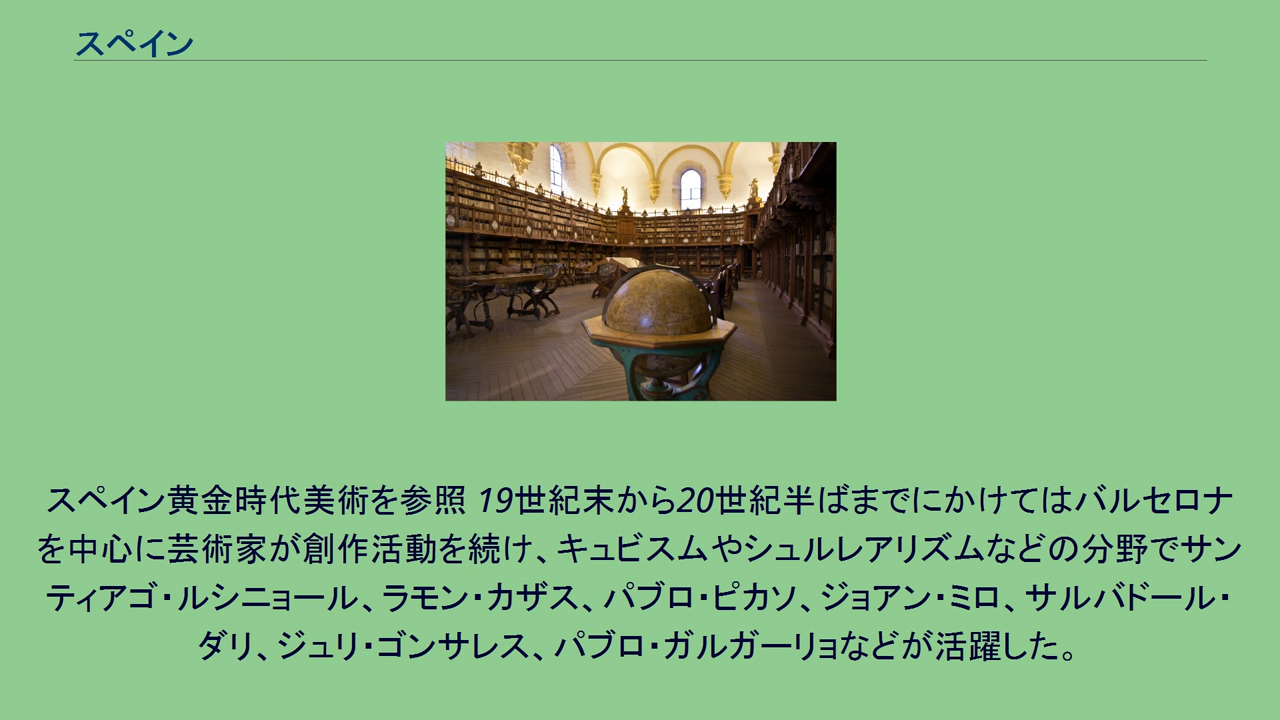 スペイン
スペイン黄金時代美術を参照 19世紀末から20世紀半ばまでにかけてはバルセロナ
を中心に芸術家が創作活動を続け、キュビスムやシュルレアリズムなどの分野でサン
ティアゴ・ルシニョール、ラモン・カザス、パブロ・ピカソ、ジョアン・ミロ、サルバドール・
ダリ、ジュリ・ゴンサレス、パブロ・ガルガーリョなどが活躍した。